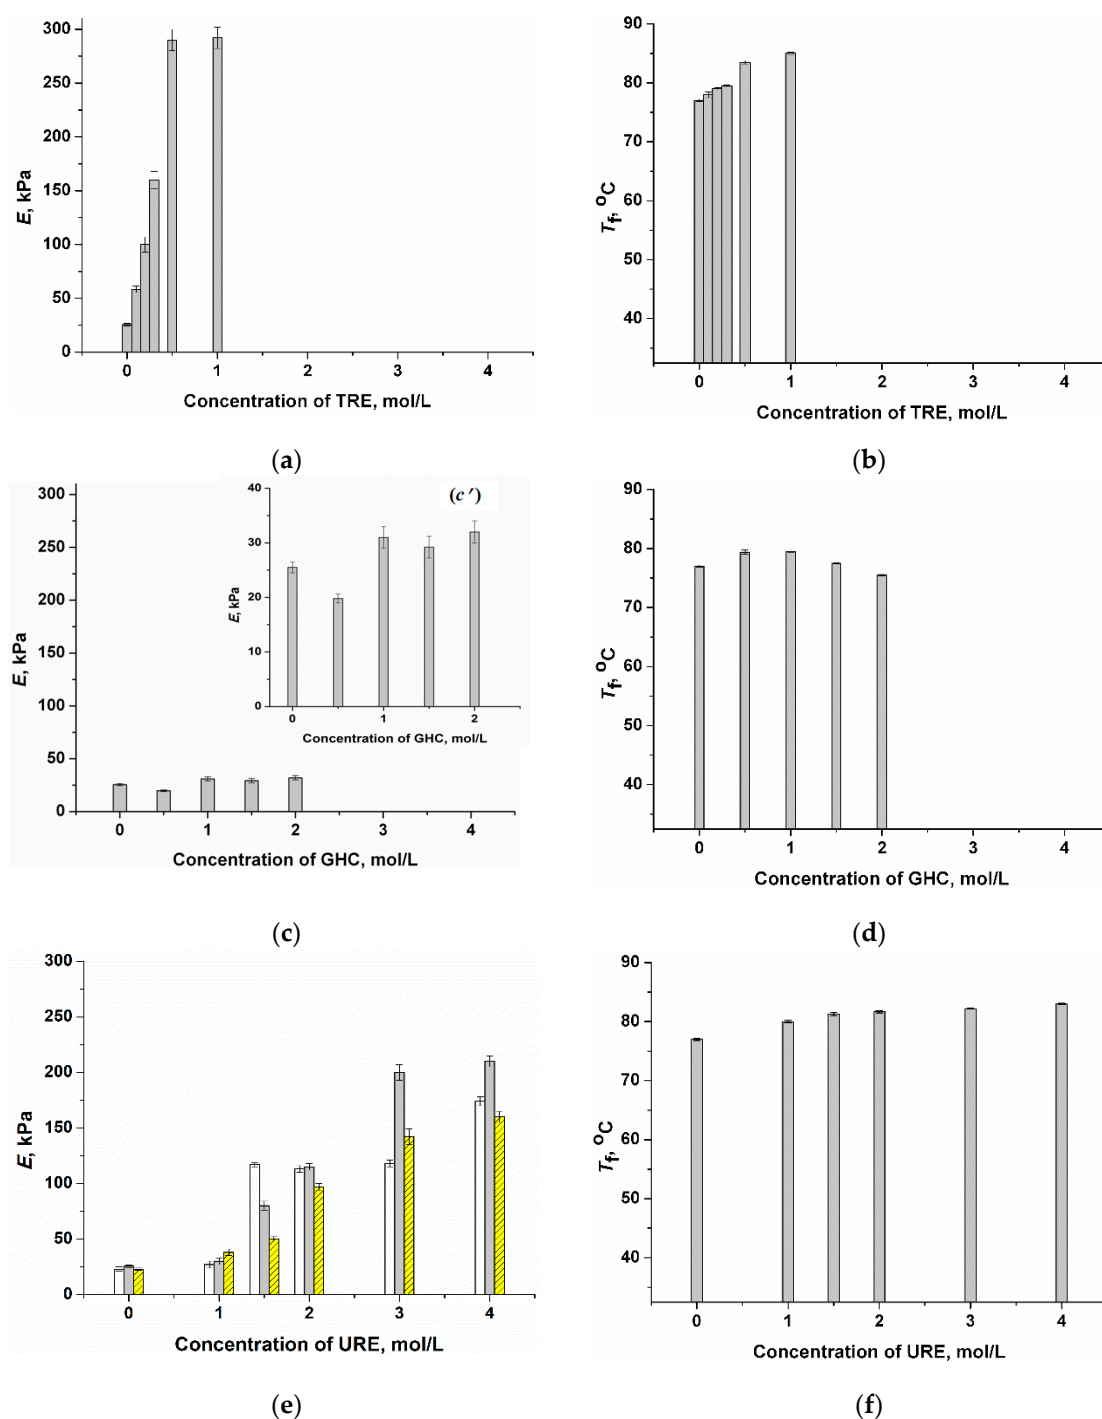 300
250
200
150
100
50
0
E, kPa
0 1 2 3 4
Concentration of TRE, mol/L
(a)
90
80
70
60
50
40
Tf, oC
0 1 2 3 4
Concentration of TRE, mol/L
(b)
300
250
200
150
100
50
0
E, kPa
0 1 2 3 4
Concentration of GHC, mol/L
(c′)
40
30
20
10
0
E, kPa
0 1 2
Concentration of GHC, mol/L
(c)
90
80
70
60
50
40
Tf, oC
0 1 2 3 4
Concentration of GHC, mol/L
(d)
300
250
200
150
100
50
0
E, kPa
0 1 2 3 4
Concentration of URE, mol/L
(e)
90
80
70
60
50
40
Tf, oC
0 1 2 3 4
Concentration of URE, mol/L
(f)